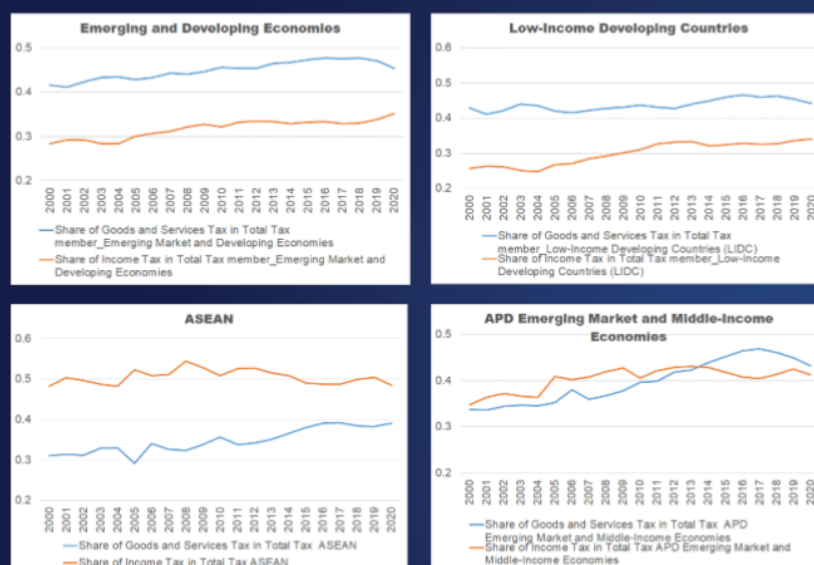 Emerging and Developing Economies
0.5
0.4
0.3
0.2
2000 2001 2002 2003 2004 2005 2006 2007 2008 2009 2010 2011 2012 2013 2014 2015 2016 2017 2018 2019 2020
Share of Goods and Services Tax in Total Tax
member_Emerging Market and Developing Economies
Share of Income Tax in Total Tax member_Emerging Market and
Developing Economies
Low-Income Developing Countries
0.6
0.5
0.4
0.3
0.2
2000 2001 2002 2003 2004 2005 2006 2007 2008 2009 2010 2011 2012 2013 2014 2015 2016 2017 2018 2019 2020
Share of Goods and Services Tax in Total Tax
member_Low-Income Developing Countries (LIDC)
Share of Income Tax in Total Tax member_Low-Income
Developing Countries (LIDC)
ASEAN
0.6
0.5
0.4
0.3
0.2
2000 2001 2002 2003 2004 2005 2006 2007 2008 2009 2010 2011 2012 2013 2014 2015 2016 2017 2018 2019 2020
Share of Goods and Services Tax in Total Tax ASEAN
Share of Income Tax in Total Tax ASEAN
APD Emerging Market and Middle-Income
Economies
0.5
0.4
0.3
0.2
2000 2001 2002 2003 2004 2005 2006 2007 2008 2009 2010 2011 2012 2013 2014 2015 2016 2017 2018 2019 2020
Share of Goods and Services Tax in Total Tax APD
Emerging Market and Middle-Income Economies
Share of Income Tax in Total Tax APD Emerging Market and
Middle-Income Economies